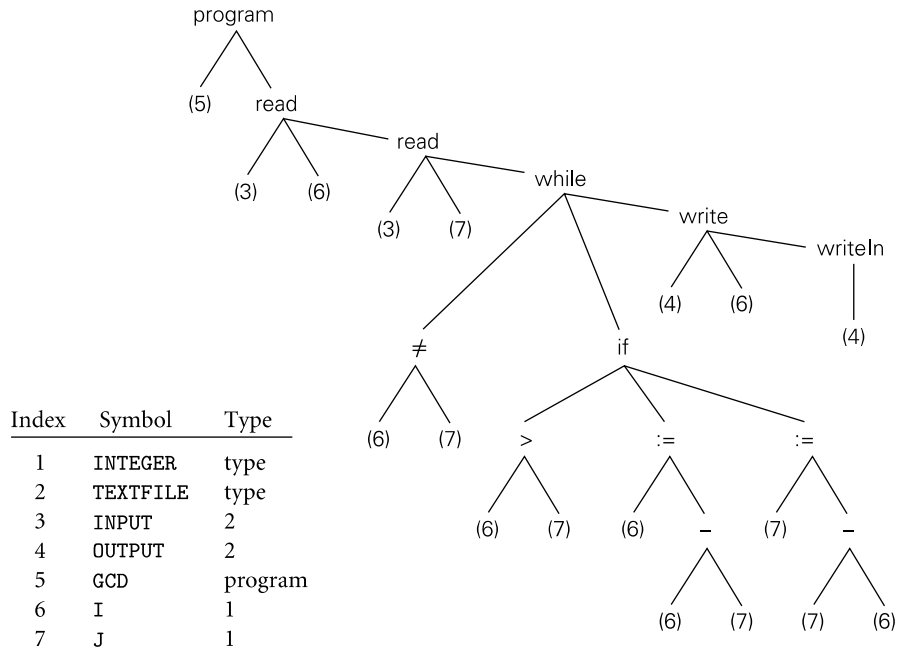 program
(5) read
read
(3) (6)
while
(3) (7)
write
writeln
(4) (6)
(4)
≠ if
(6) (7)
> := :=
(6) (7) (6) – (7) –
(6) (7) (7) (6)
Index Symbol Type
1 INTEGER type
2 TEXTFILE type
3 INPUT 2
4 OUTPUT 2
5 GCD program
6 I 1
7 J 1